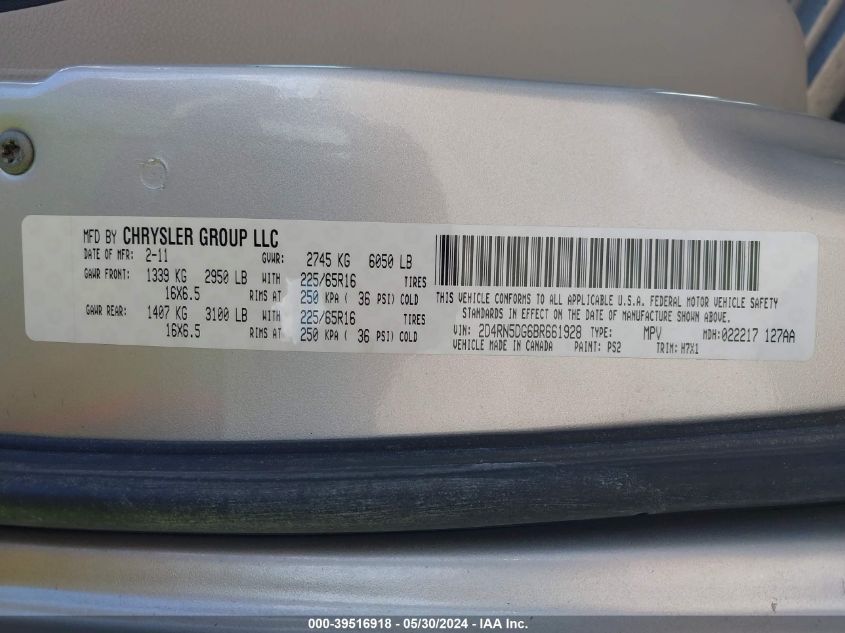 MFD BY CHRYSLER GROUP LLC
DATE OF MFR: 2-11 GVWR: 2745 KG 6050 LB
GAWR FRONT: 1339 KG 2950 LB WITH 225/65R16 TIRES
16X6.5 RIMS AT 250 KPA ( 36 PSI) COLD
GAWR REAR: 1407 KG 3100 LB WITH 225/65R16 TIRES
16X6.5 RIMS AT 250 KPA ( 36 PSI) COLD
THIS VEHICLE CONFORMS TO ALL APPLICABLE U.S.A. FEDERAL MOTOR VEHICLE SAFETY
STANDARDS IN EFFECT ON THE DATE OF MANUFACTURE SHOWN ABOVE.
VIN: 2D4RN5DG6BR661928 TYPE: MPV MDH:022217 127AA
VEHICLE MADE IN CANADA PAINT: PS2 TRIM: H7X1
000-39516918 - 05/30/2024 - IAAI.com